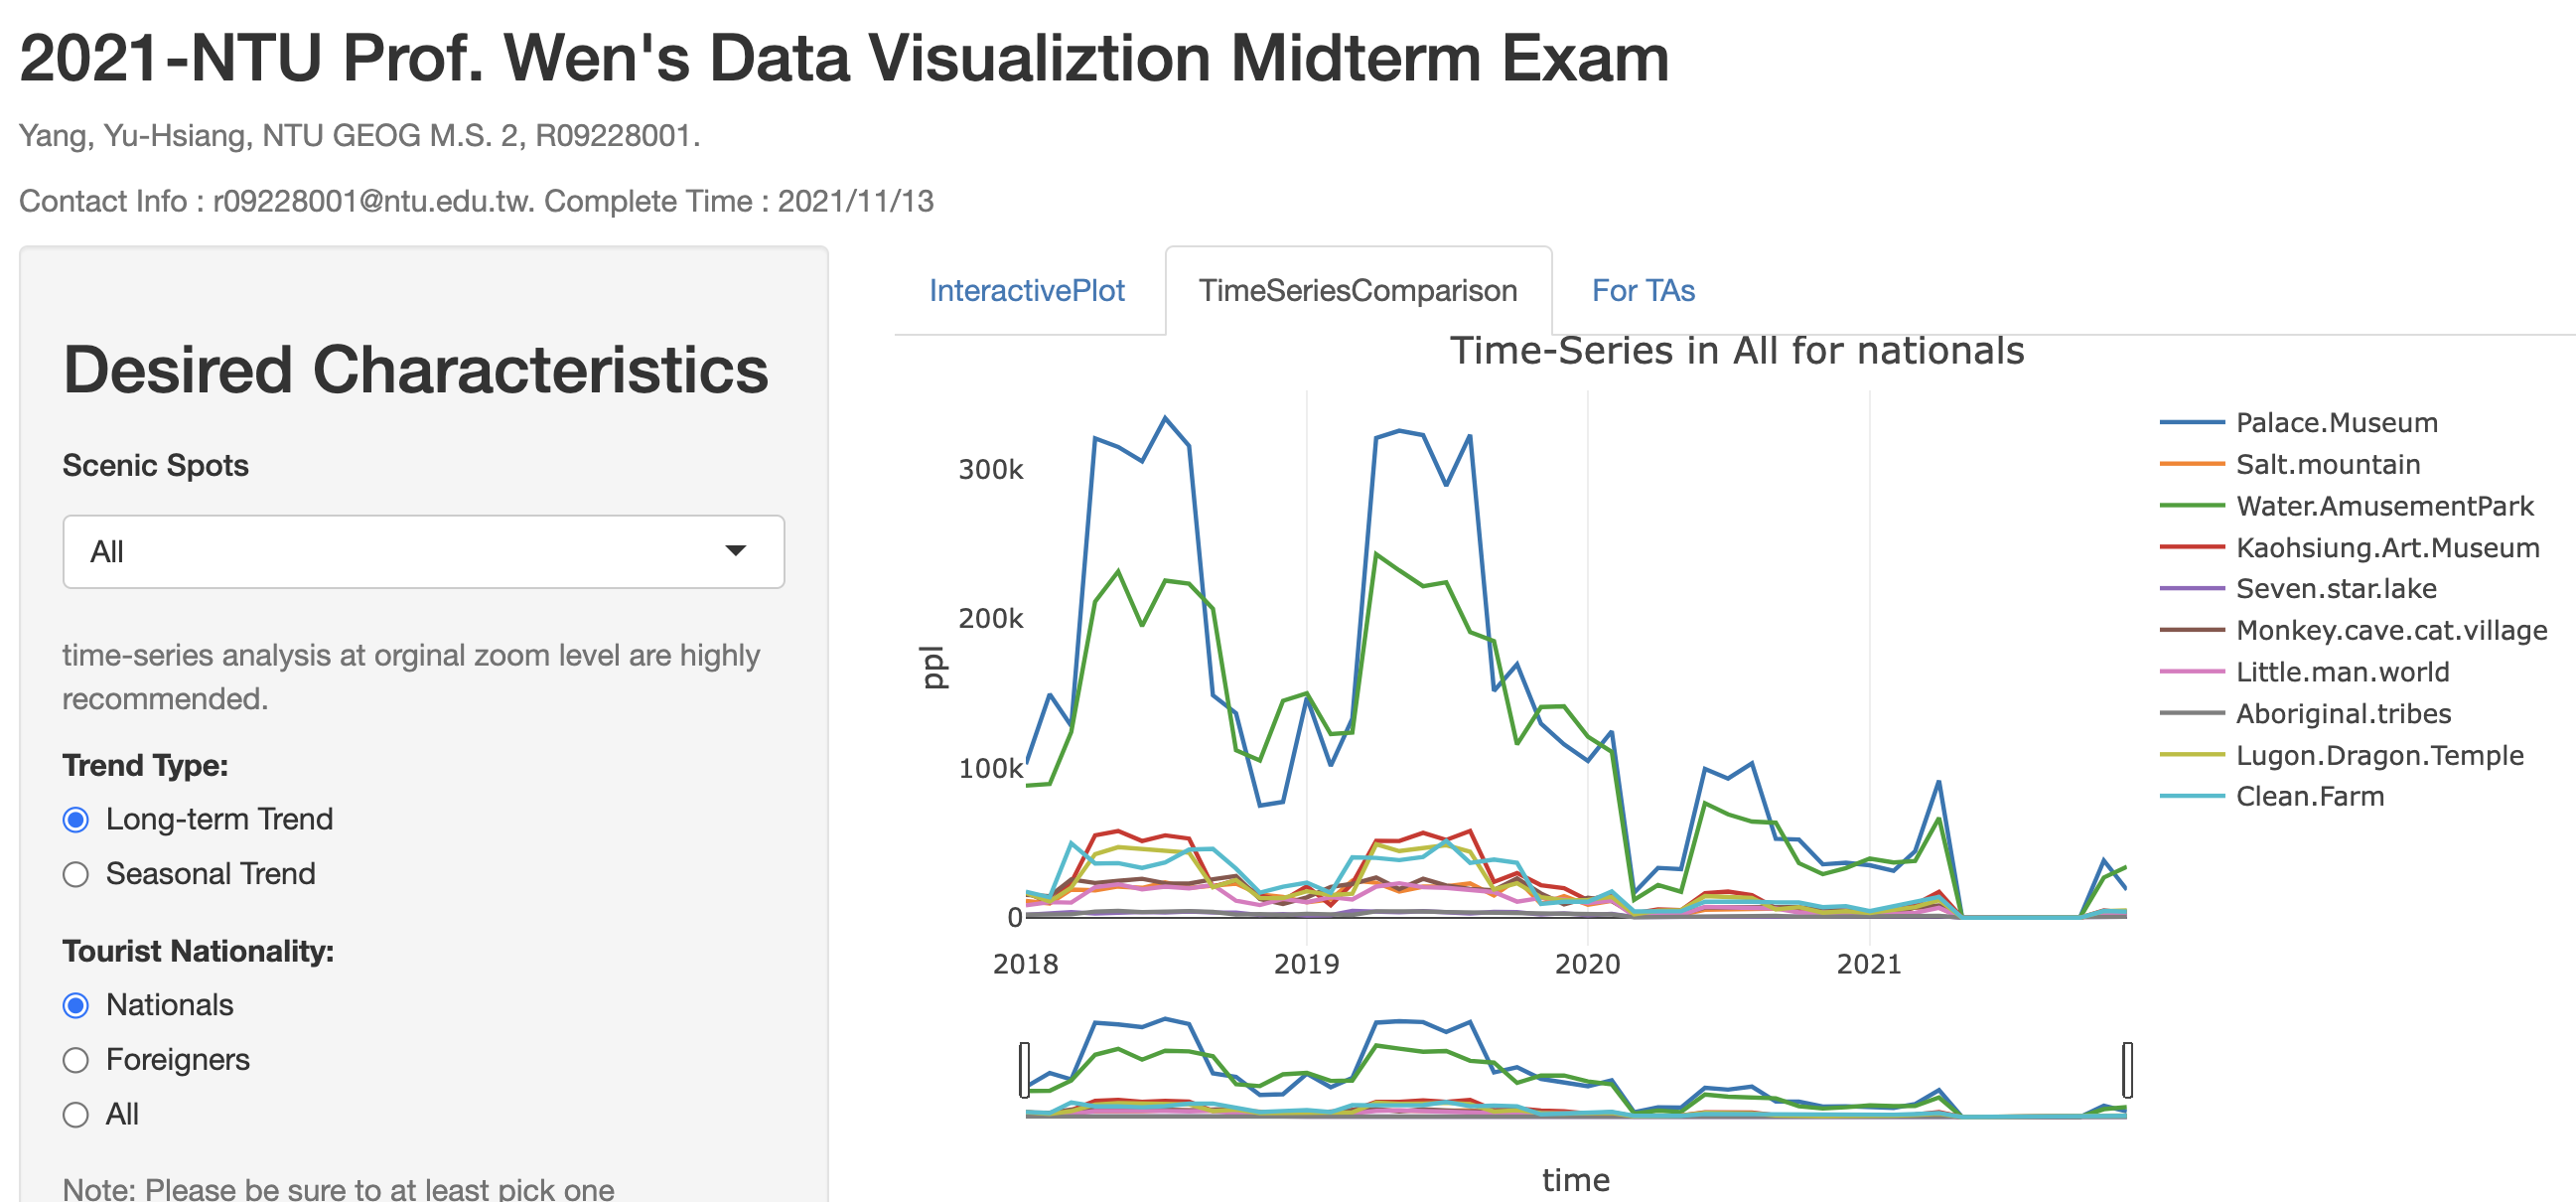 2021-NTU Prof. Wen's Data Visualiztion Midterm Exam
Yang, Yu-Hsiang, NTU GEOG M.S. 2, R09228001.
Contact Info : r09228001@ntu.edu.tw. Complete Time : 2021/11/13
Desired Characteristics
Scenic Spots
All
time-series analysis at orginal zoom level are highly
recommended.
Trend Type:
Long-term Trend
Seasonal Trend
Tourist Nationality:
Nationals
Foreigners
All
Note: Please be sure to at least pick one
InteractivePlot
TimeSeriesComparison
For TAs
Time-Series in All for nationals
300k
200k
100k
0
ppl
2018
2019
2020
2021
time
Palace.Museum
Salt.mountain
Water.AmusementPark
Kaohsiung.Art.Museum
Seven.star.lake
Monkey.cave.cat.village
Little.man.world
Aboriginal.tribes
Lugon.Dragon.Temple
Clean.Farm